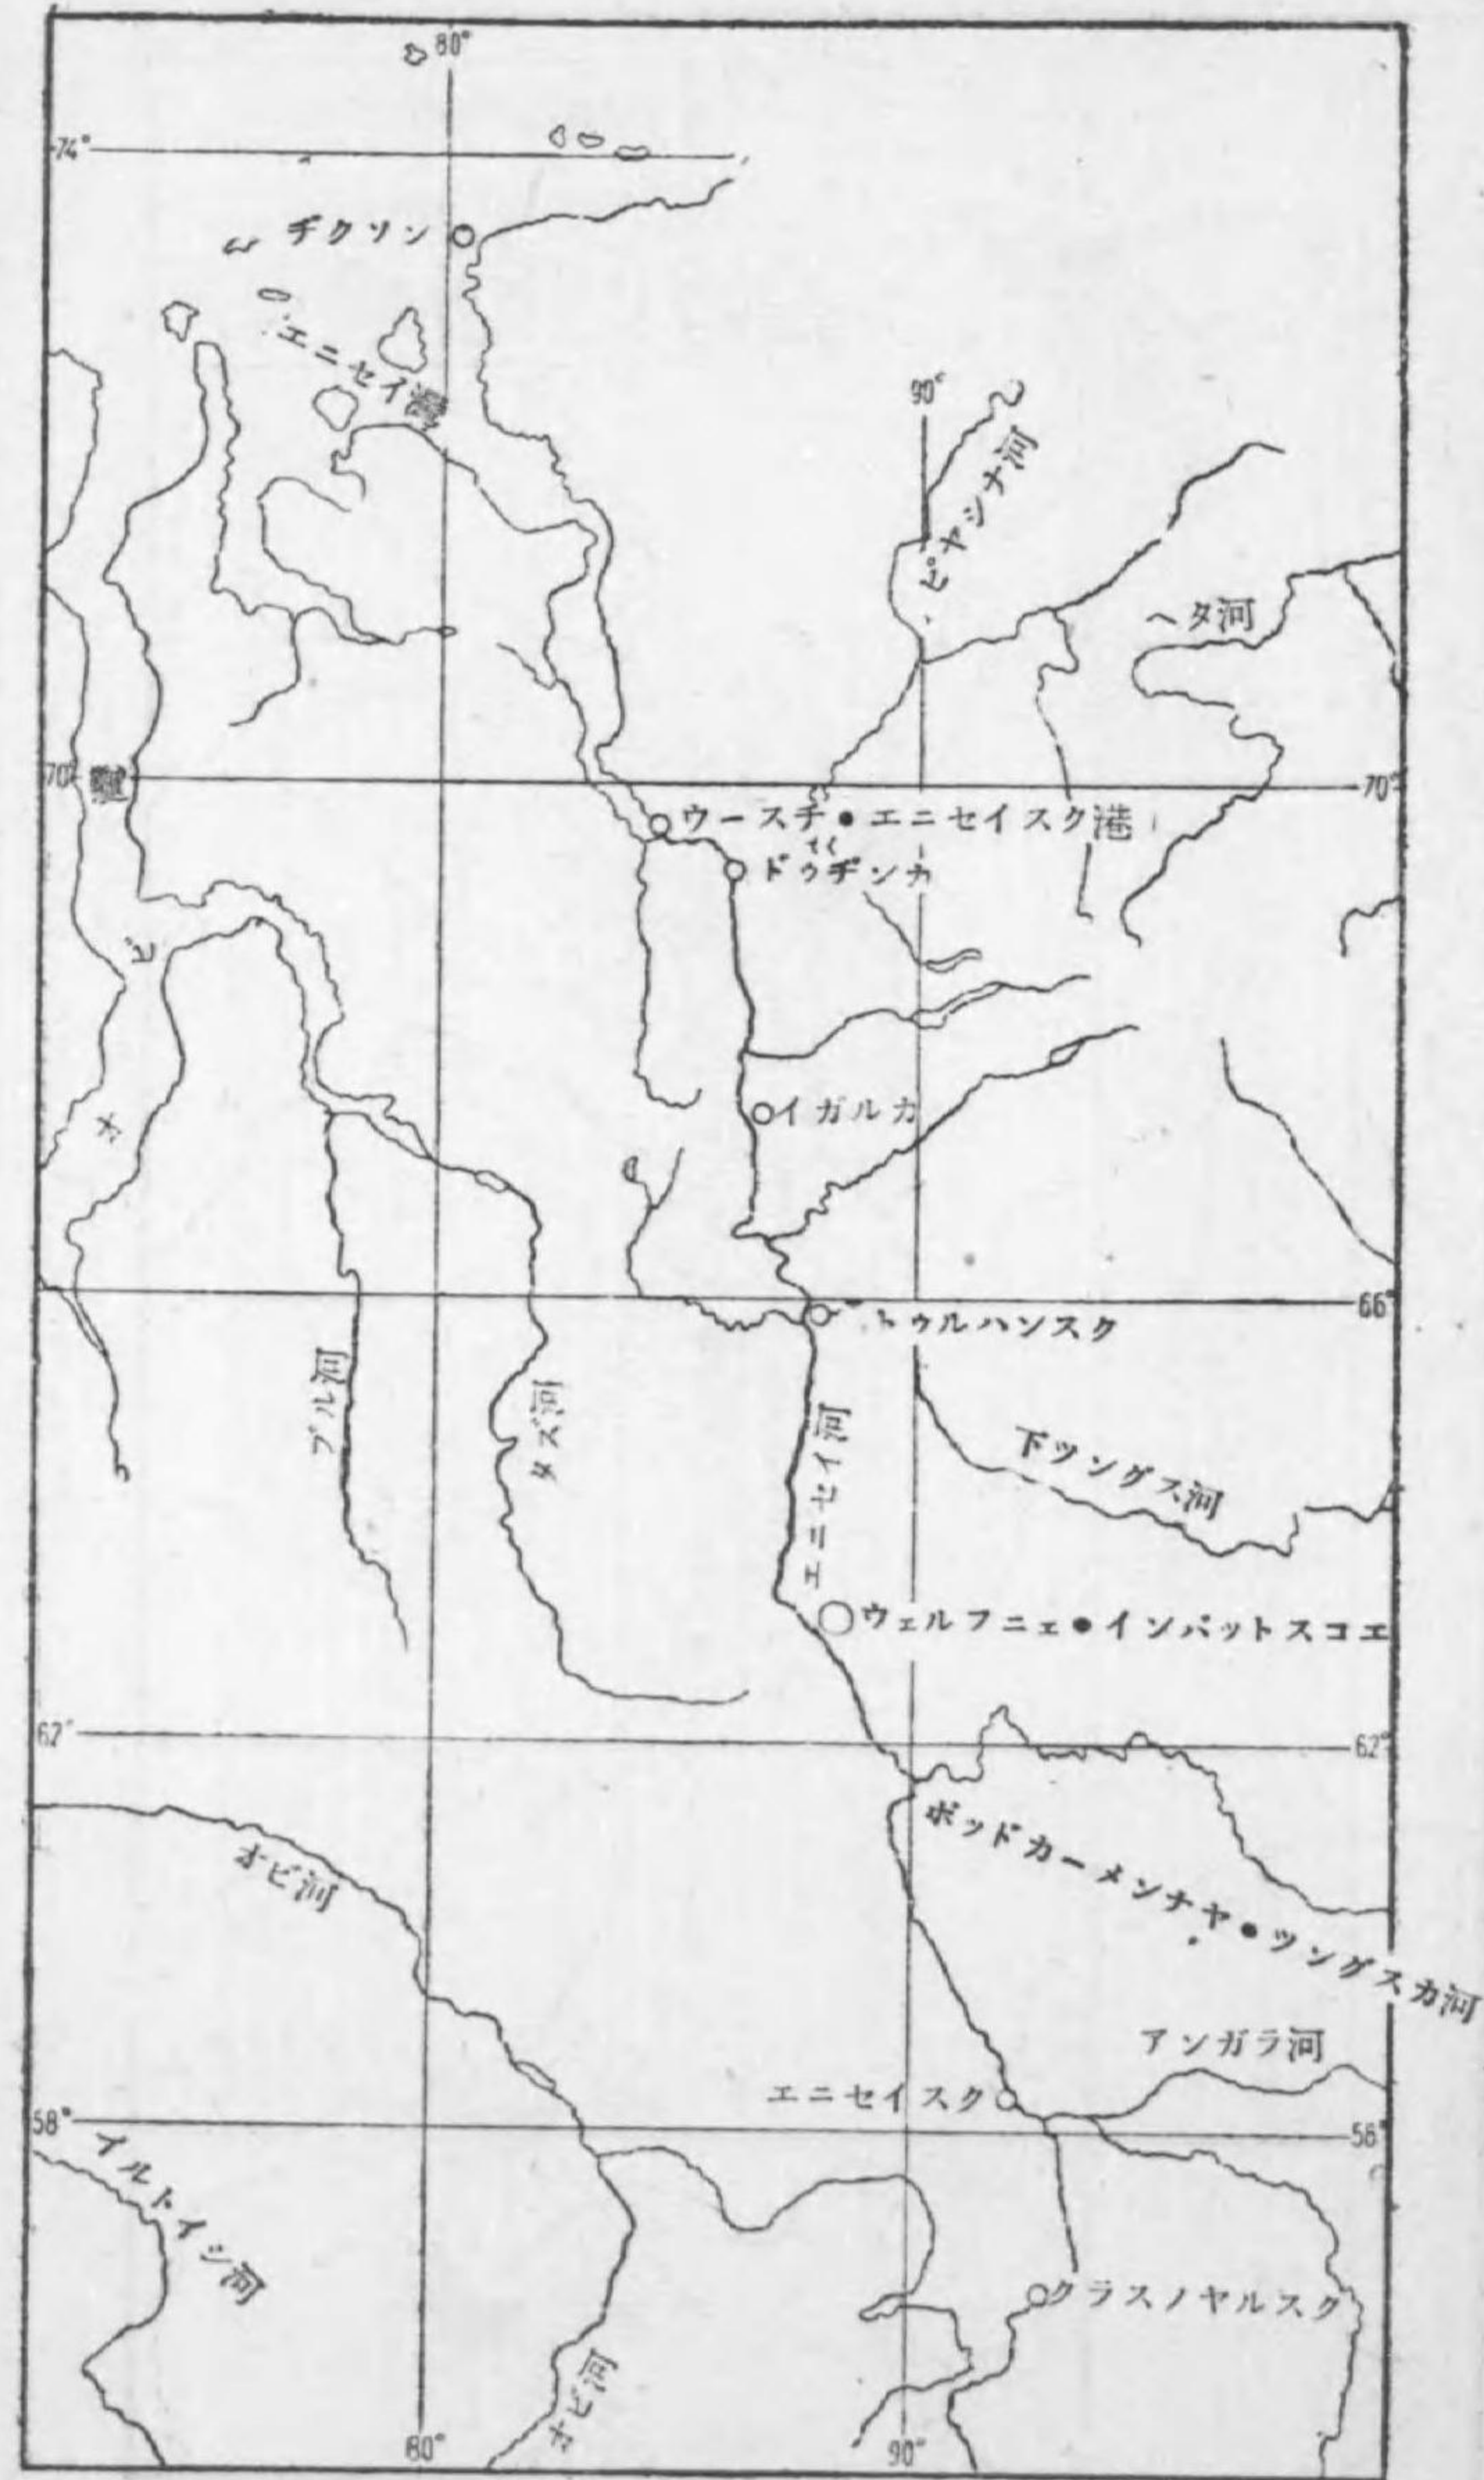 80°
74°
ヂクソン
エニセイ湾
90°
ピヤシナ河
ヘタ河
70°
70°
オビ灣
ウースチ●エニセイスク港
ドゥヂンカ
イガルカ
66°
トゥルハンスク
プル河
タズ河
エニセイ河
下ツングス河
ウェルフニェ●インバットスコエ
62°
62°
ポッドカーメンナヤ●ツングスカ河
オビ河
アンガラ河
エニセイスク
58°
58°
イルトイシ河
クラスノヤルスク
オビ河
80°
90°